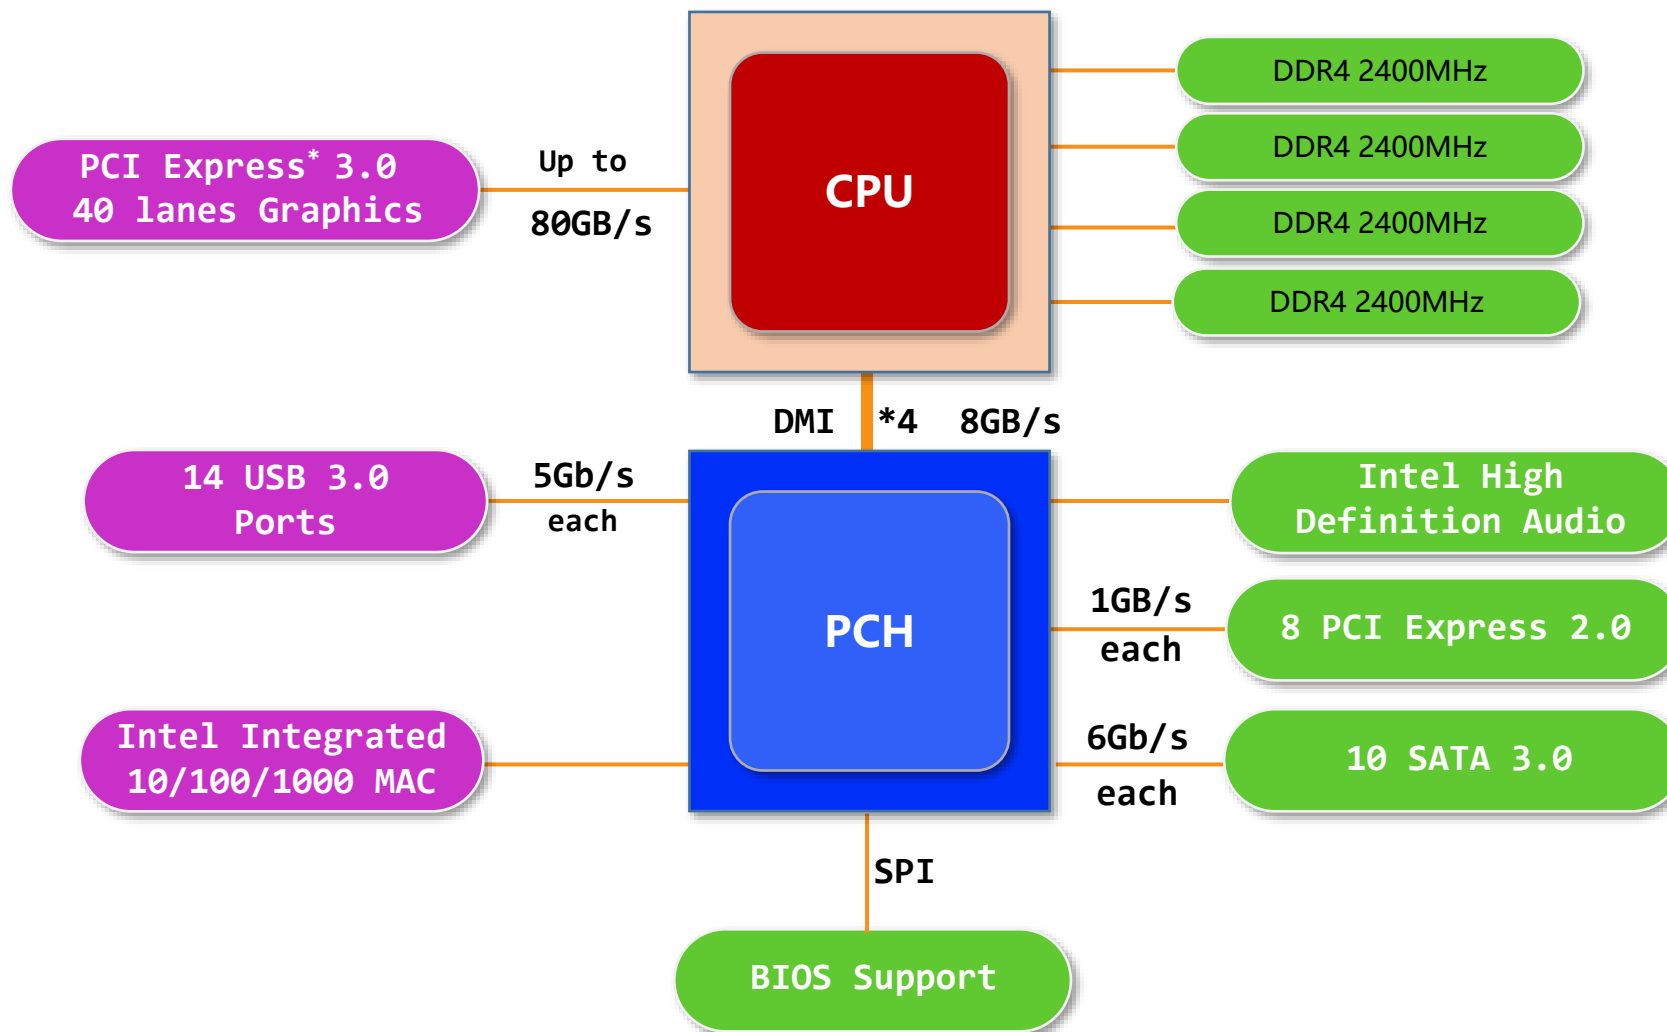 DDR4 2400MHz
DDR4 2400MHz
DDR4 2400MHz
DDR4 2400MHz
PCI Express* 3.0
40 lanes Graphics
Up to
80GB/s
CPU
DMI *4 8GB/s
14 USB 3.0
Ports
5Gb/s
each
Intel High
Definition Audio
PCH
1GB/s
each
8 PCI Express 2.0
Intel Integrated
10/100/1000 MAC
6Gb/s
each
10 SATA 3.0
SPI
BIOS Support